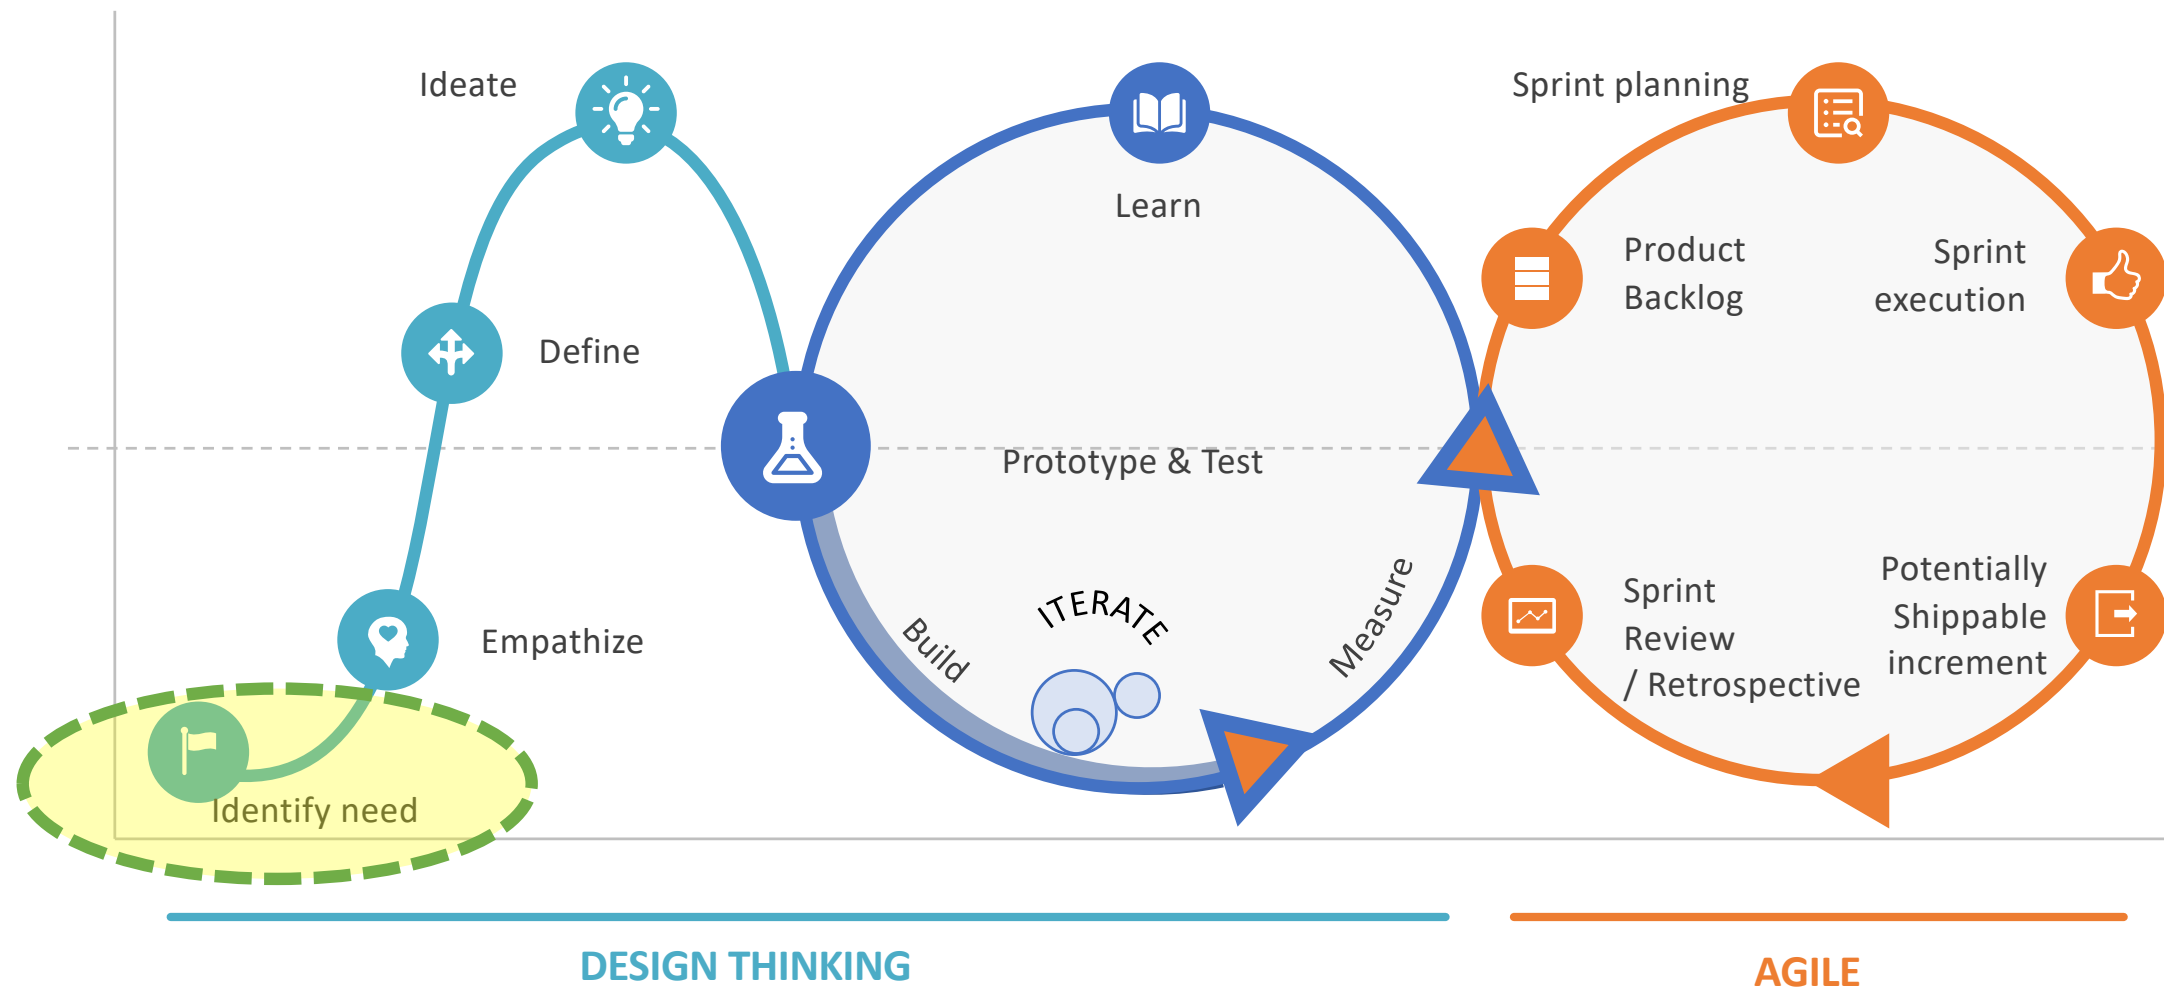 Ideate
Define
Empathize
Identify need
Learn
Prototype & Test
ITERATE
Build
Measure
Sprint planning
Product
Backlog
Sprint
execution
Potentially
Shippable
increment
Sprint
Review
/ Retrospective
DESIGN THINKING
AGILE